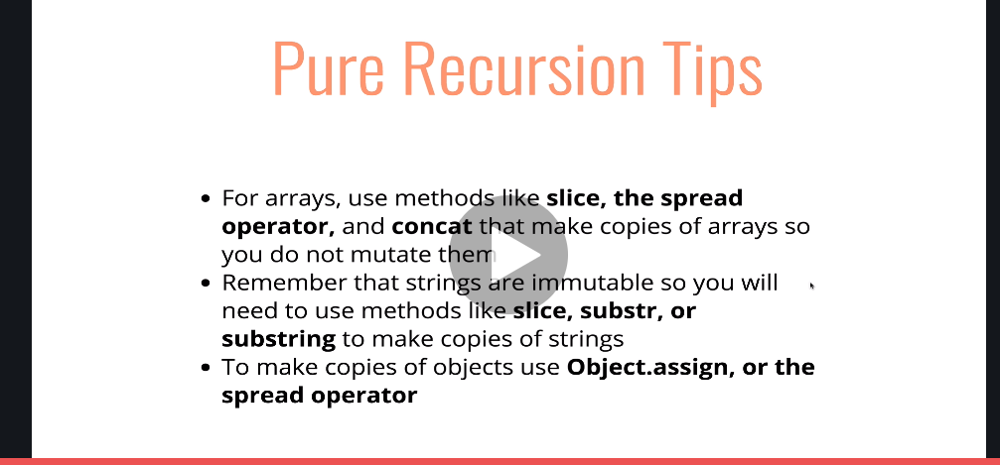 Pure Recursion Tips
• For arrays, use methods like slice, the spread
operator, and concat that make copies of arrays so
you do not mutate them
• Remember that strings are immutable so you will
need to use methods like slice, substr, or
substring to make copies of strings
• To make copies of objects use Object.assign, or the
spread operator